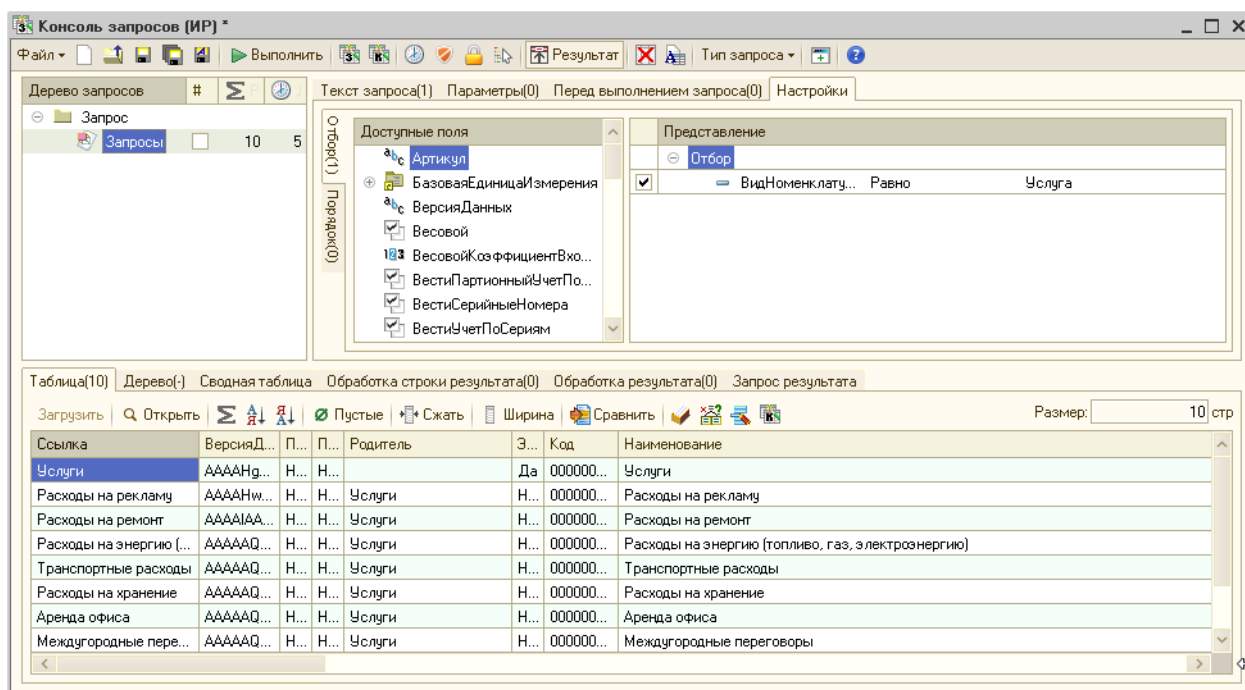 Консоль запросов (ИР) *
Файл Выполнить Результат Тип запроса
Дерево запросов #
Запрос
Запросы 10 5
Текст запроса(1) Параметры(0) Перед выполнением запроса(0) Настройки
Отбор(1)
Порядок(0)
Доступные поля
Артикул
БазоваяЕдиницаИзмерения
ВерсияДанных
Весовой
ВесовойКоэффициентВхо...
ВестиПартионныйУчетПо...
ВестиСерийныеНомера
ВестиУчетПоСериям
Представление
Отбор
ВидНоменклату... Равно Услуга
Таблица(10) Дерево(-) Сводная таблица Обработка строки результата(0) Обработка результата(0) Запрос результата
Загрузить Открыть Пустые Сжать Ширина Сравнить Размер: 10 стр
Ссылка ВерсияД... П... П... Родитель Э... Код Наименование
Услуги AAAAHg... Н... Н... Да 000000... Услуги
Расходы на рекламу AAAAHw... Н... Н... Услуги Н... 000000... Расходы на рекламу
Расходы на ремонт AAAAIAA... Н... Н... Услуги Н... 000000... Расходы на ремонт
Расходы на энергию (... AAAAAQ... Н... Н... Услуги Н... 000000... Расходы на энергию (топливо, газ, электроэнергию)
Транспортные расходы AAAAAQ... Н... Н... Услуги Н... 000000... Транспортные расходы
Расходы на хранение AAAAAQ... Н... Н... Услуги Н... 000000... Расходы на хранение
Аренда офиса AAAAAQ... Н... Н... Услуги Н... 000000... Аренда офиса
Междугородные пере... AAAAAQ... Н... Н... Услуги Н... 000000... Междугородные переговоры